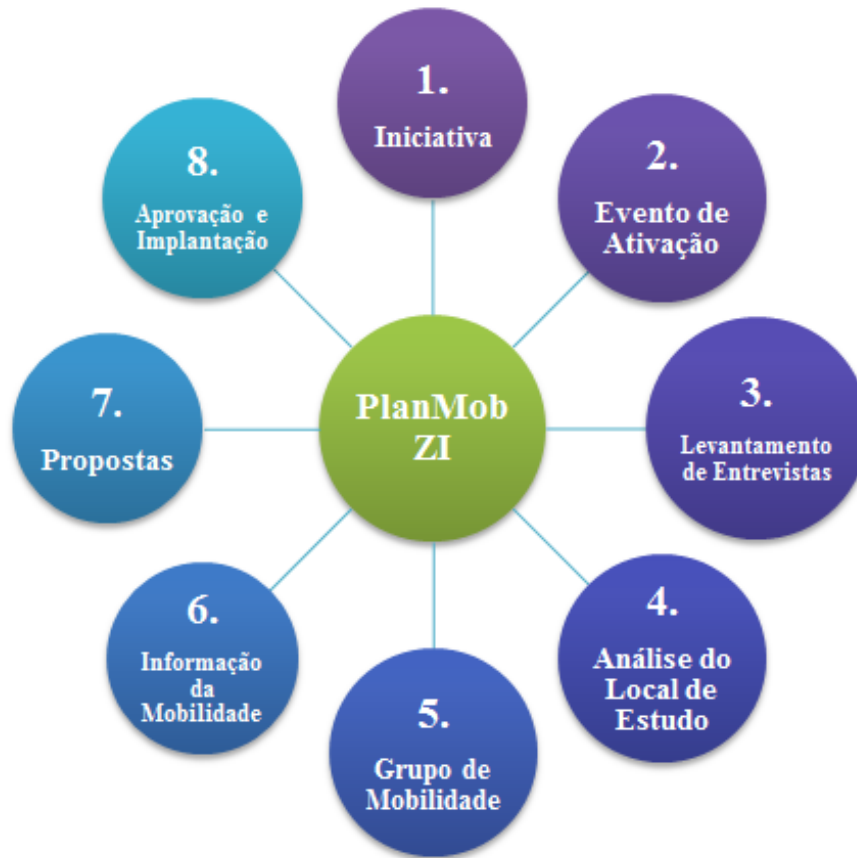 PlanMob
ZI
1.
Iniciativa
2.
Evento de
Ativação
3.
Levantamento
de Entrevistas
4.
Análise do
Local de
Estudo
5.
Grupo de
Mobilidade
6.
Informação
da
Mobilidade
7.
Propostas
8.
Aprovação e
Implantação